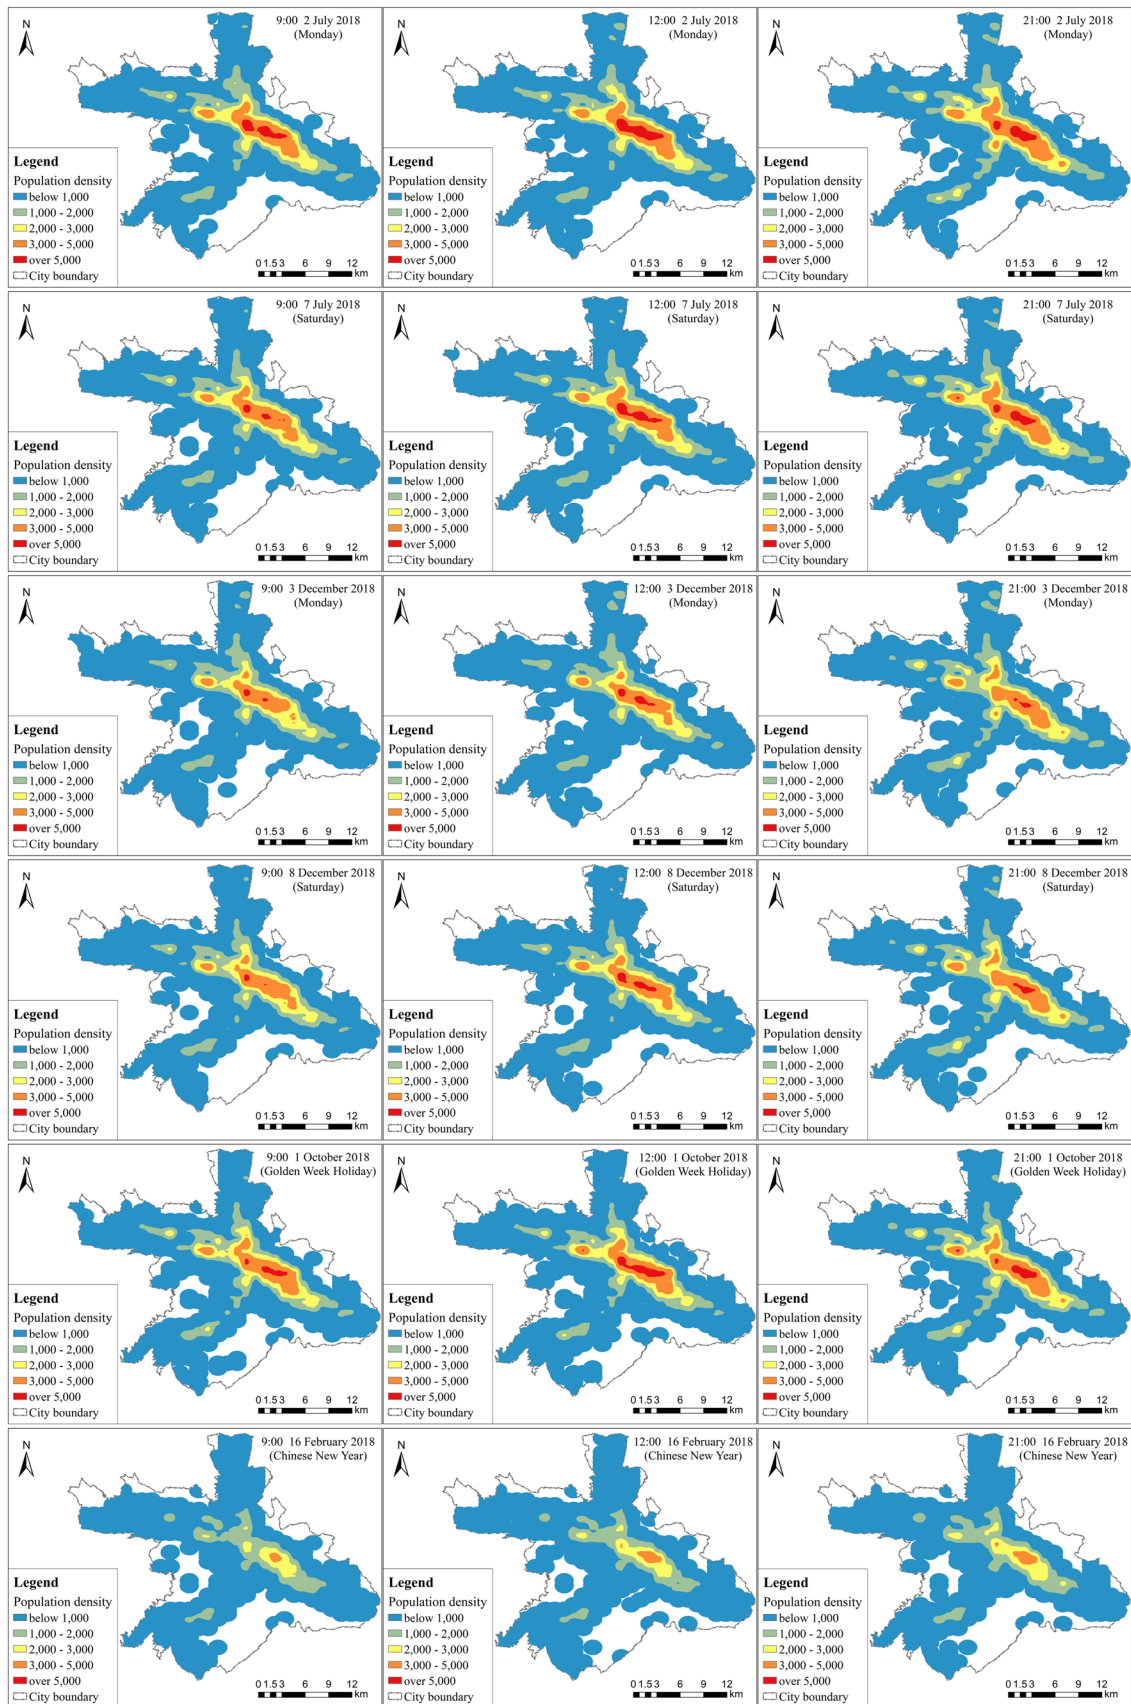 N
9:00 2 July 2018
(Monday)
Legend
Population density
below 1,000
1,000 - 2,000
2,000 - 3,000
3,000 - 5,000
over 5,000
City boundary
0 1.5 3 6 9 12
km
N
12:00 2 July 2018
(Monday)
Legend
Population density
below 1,000
1,000 - 2,000
2,000 - 3,000
3,000 - 5,000
over 5,000
City boundary
0 1.5 3 6 9 12
km
N
21:00 2 July 2018
(Monday)
Legend
Population density
below 1,000
1,000 - 2,000
2,000 - 3,000
3,000 - 5,000
over 5,000
City boundary
0 1.5 3 6 9 12
km
N
9:00 7 July 2018
(Saturday)
Legend
Population density
below 1,000
1,000 - 2,000
2,000 - 3,000
3,000 - 5,000
over 5,000
City boundary
0 1.5 3 6 9 12
km
N
12:00 7 July 2018
(Saturday)
Legend
Population density
below 1,000
1,000 - 2,000
2,000 - 3,000
3,000 - 5,000
over 5,000
City boundary
0 1.5 3 6 9 12
km
N
21:00 7 July 2018
(Saturday)
Legend
Population density
below 1,000
1,000 - 2,000
2,000 - 3,000
3,000 - 5,000
over 5,000
City boundary
0 1.5 3 6 9 12
km
N
9:00 3 December 2018
(Monday)
Legend
Population density
below 1,000
1,000 - 2,000
2,000 - 3,000
3,000 - 5,000
over 5,000
City boundary
0 1.5 3 6 9 12
km
N
12:00 3 December 2018
(Monday)
Legend
Population density
below 1,000
1,000 - 2,000
2,000 - 3,000
3,000 - 5,000
over 5,000
City boundary
0 1.5 3 6 9 12
km
N
21:00 3 December 2018
(Monday)
Legend
Population density
below 1,000
1,000 - 2,000
2,000 - 3,000
3,000 - 5,000
over 5,000
City boundary
0 1.5 3 6 9 12
km
N
9:00 8 December 2018
(Saturday)
Legend
Population density
below 1,000
1,000 - 2,000
2,000 - 3,000
3,000 - 5,000
over 5,000
City boundary
0 1.5 3 6 9 12
km
N
12:00 8 December 2018
(Saturday)
Legend
Population density
below 1,000
1,000 - 2,000
2,000 - 3,000
3,000 - 5,000
over 5,000
City boundary
0 1.5 3 6 9 12
km
N
21:00 8 December 2018
(Saturday)
Legend
Population density
below 1,000
1,000 - 2,000
2,000 - 3,000
3,000 - 5,000
over 5,000
City boundary
0 1.5 3 6 9 12
km
N
9:00 1 October 2018
(Golden Week Holiday)
Legend
Population density
below 1,000
1,000 - 2,000
2,000 - 3,000
3,000 - 5,000
over 5,000
City boundary
0 1.5 3 6 9 12
km
N
12:00 1 October 2018
(Golden Week Holiday)
Legend
Population density
below 1,000
1,000 - 2,000
2,000 - 3,000
3,000 - 5,000
over 5,000
City boundary
0 1.5 3 6 9 12
km
N
21:00 1 October 2018
(Golden Week Holiday)
Legend
Population density
below 1,000
1,000 - 2,000
2,000 - 3,000
3,000 - 5,000
over 5,000
City boundary
0 1.5 3 6 9 12
km
N
9:00 16 February 2018
(Chinese New Year)
Legend
Population density
below 1,000
1,000 - 2,000
2,000 - 3,000
3,000 - 5,000
over 5,000
City boundary
0 1.5 3 6 9 12
km
N
12:00 16 February 2018
(Chinese New Year)
Legend
Population density
below 1,000
1,000 - 2,000
2,000 - 3,000
3,000 - 5,000
over 5,000
City boundary
0 1.5 3 6 9 12
km
N
21:00 16 February 2018
(Chinese New Year)
Legend
Population density
below 1,000
1,000 - 2,000
2,000 - 3,000
3,000 - 5,000
over 5,000
City boundary
0 1.5 3 6 9 12
km